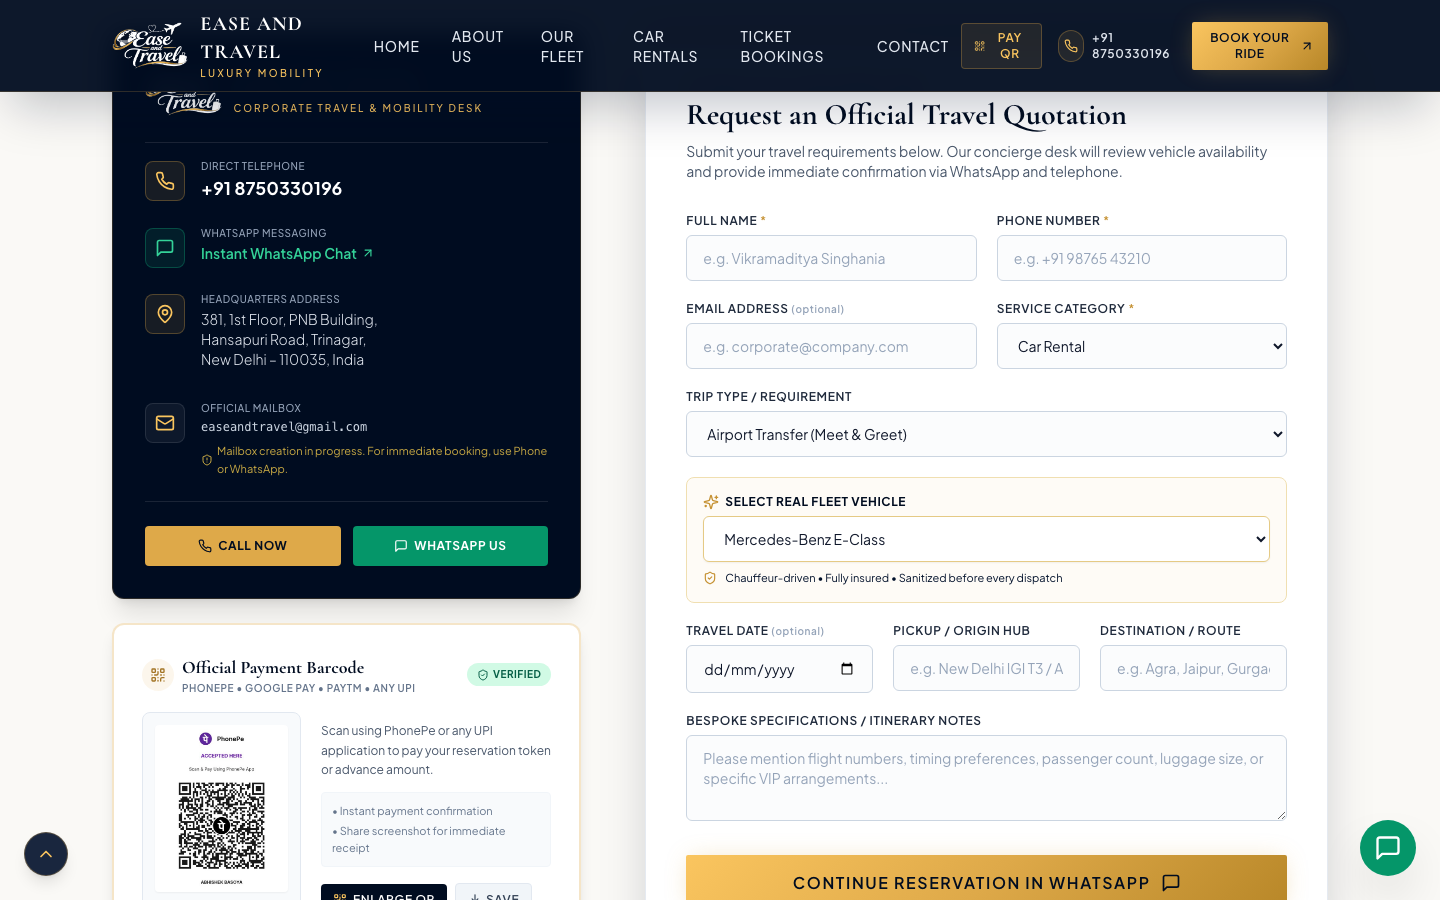 Ease and Travel
EASE AND
TRAVEL
LUXURY MOBILITY
HOME
ABOUT
US
OUR
FLEET
CAR
RENTALS
TICKET
BOOKINGS
CONTACT
PAY
QR
+91
8750330196
BOOK YOUR
RIDE
Travel
CORPORATE TRAVEL & MOBILITY DESK
DIRECT TELEPHONE
+91 8750330196
WHATSAPP MESSAGING
Instant WhatsApp Chat
HEADQUARTERS ADDRESS
381, 1st Floor, PNB Building,
Hansapuri Road, Trinagar,
New Delhi – 110035, India
OFFICIAL MAILBOX
easeandtravel@gmail.com
Mailbox creation in progress. For immediate booking, use Phone
or WhatsApp.
CALL NOW
WHATSAPP US
Official Payment Barcode
PHONEPE • GOOGLE PAY • PAYTM • ANY UPI
VERIFIED
PhonePe
ACCEPTED HERE
Scan & Pay Using PhonePe App
ABHISHEK BAGOYA
Scan using PhonePe or any UPI
application to pay your reservation token
or advance amount.
• Instant payment confirmation
• Share screenshot for immediate
receipt
ENLARGE QR
SAVE
Request an Official Travel Quotation
Submit your travel requirements below. Our concierge desk will review vehicle availability
and provide immediate confirmation via WhatsApp and telephone.
FULL NAME *
e.g. Vikramaditya Singhania
PHONE NUMBER *
e.g. +91 98765 43210
EMAIL ADDRESS (optional)
e.g. corporate@company.com
SERVICE CATEGORY *
Car Rental
TRIP TYPE / REQUIREMENT
Airport Transfer (Meet & Greet)
SELECT REAL FLEET VEHICLE
Mercedes-Benz E-Class
Chauffeur-driven • Fully insured • Sanitized before every dispatch
TRAVEL DATE (optional)
dd/mm/yyyy
PICKUP / ORIGIN HUB
e.g. New Delhi IGI T3 / A
DESTINATION / ROUTE
e.g. Agra, Jaipur, Gurga
BESPOKE SPECIFICATIONS / ITINERARY NOTES
Please mention flight numbers, timing preferences, passenger count, luggage size, or
specific VIP arrangements...
CONTINUE RESERVATION IN WHATSAPP